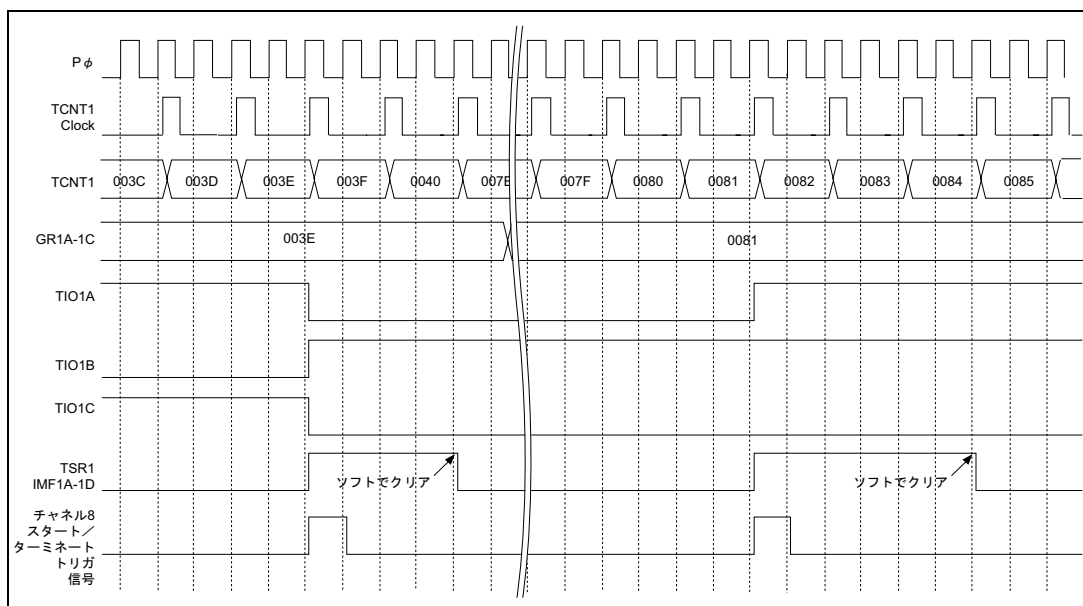 Pφ
TCNT1
Clock
TCNT1
003C 003D 003E 003F 0040 007E 007F 0080 0081 0082 0083 0084 0085
GR1A-1C
003E 0081
TIO1A
TIO1B
TIO1C
TSR1
IMF1A-1D
ソフトでクリア ソフトでクリア
チャネル8
スタート／
ターミネート
トリガ
信号